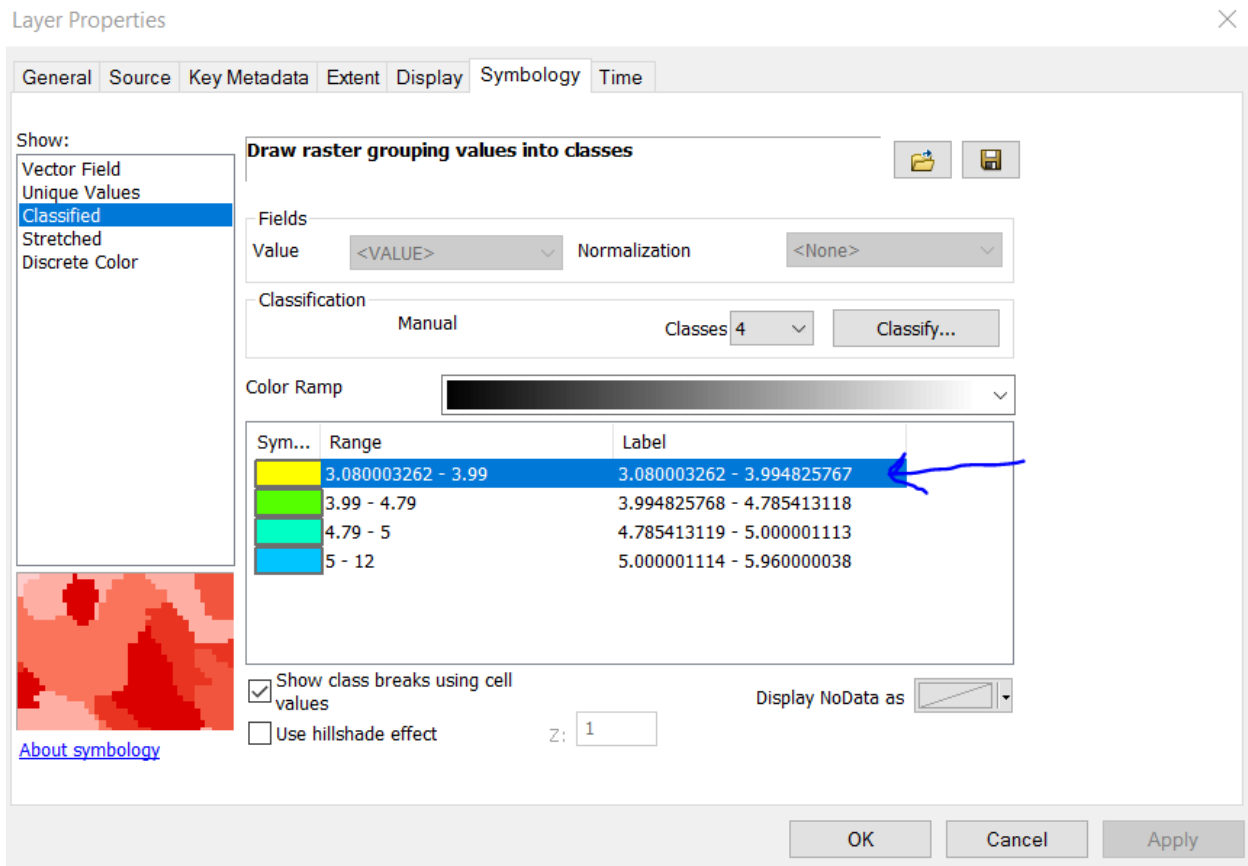 Layer Properties
General Source Key Metadata Extent Display Symbology Time
Show:
Vector Field
Unique Values
Classified
Stretched
Discrete Color
About symbology
Draw raster grouping values into classes
Fields
Value <VALUE> Normalization <None>
Classification
Manual Classes 4 Classify...
Color Ramp
Sym... Range Label
3.080003262 - 3.99 3.080003262 - 3.994825767
3.99 - 4.79 3.994825768 - 4.785413118
4.79 - 5 4.785413119 - 5.000001113
5 - 12 5.000001114 - 5.960000038
Show class breaks using cell
values
Display NoData as
Use hillshade effect Z: 1
OK Cancel Apply